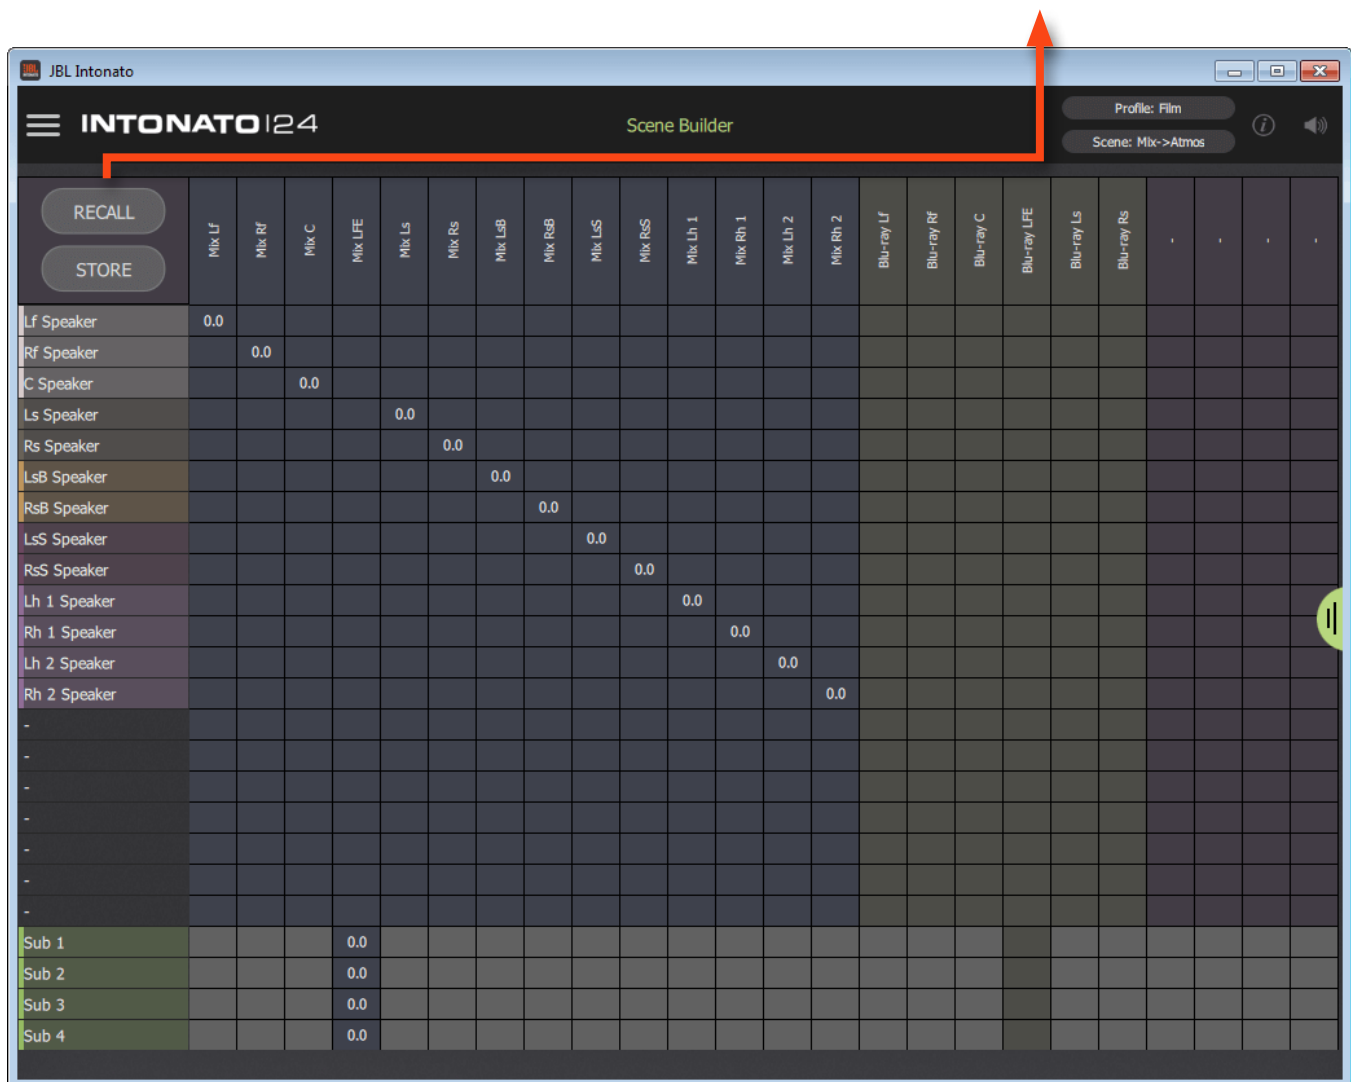 JBL Intonato
INTONATO|24
Scene Builder
Profile: Film
Scene: Mix->Atmos
RECALL
STORE
Mix Lf
Mix Rf
Mix C
Mix LFE
Mix Ls
Mix Rs
Mix LsB
Mix RsB
Mix LsS
Mix RsS
Mix Lh 1
Mix Rh 1
Mix Lh 2
Mix Rh 2
Blu-ray Lf
Blu-ray Rf
Blu-ray C
Blu-ray LFE
Blu-ray Ls
Blu-ray Rs
-
-
-
-
Lf Speaker 0.0
Rf Speaker 0.0
C Speaker 0.0
Ls Speaker 0.0
Rs Speaker 0.0
LsB Speaker 0.0
RsB Speaker 0.0
LsS Speaker 0.0
RsS Speaker 0.0
Lh 1 Speaker 0.0
Rh 1 Speaker 0.0
Lh 2 Speaker 0.0
Rh 2 Speaker 0.0
-
-
-
-
-
-
-
Sub 1 0.0
Sub 2 0.0
Sub 3 0.0
Sub 4 0.0